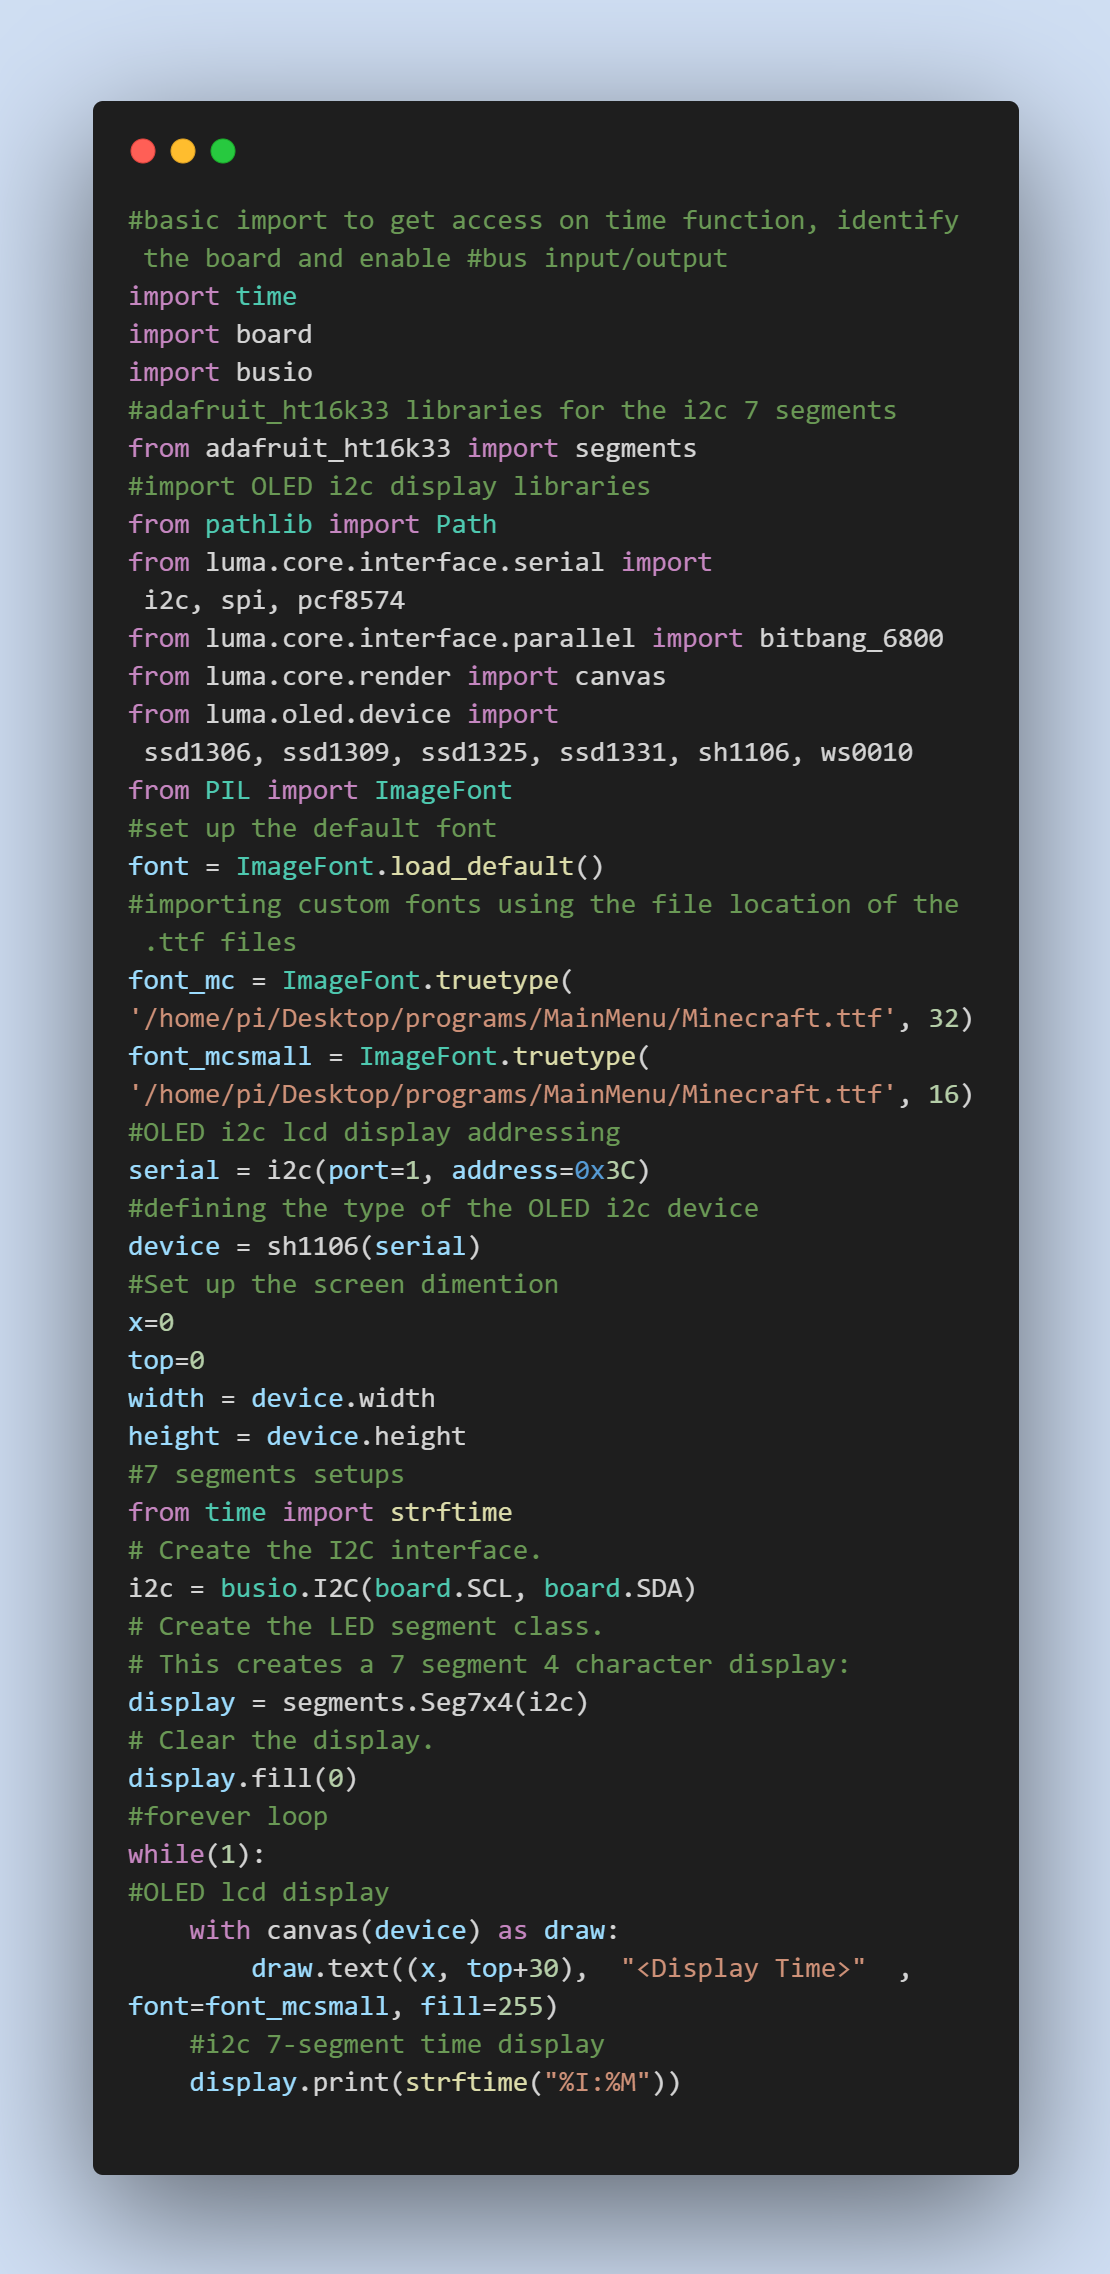 #basic import to get access on time function, identify
 the board and enable #bus input/output
import time
import board
import busio
#adafruit_ht16k33 libraries for the i2c 7 segments
from adafruit_ht16k33 import segments
#import OLED i2c display libraries
from pathlib import Path
from luma.core.interface.serial import
 i2c, spi, pcf8574
from luma.core.interface.parallel import bitbang_6800
from luma.core.render import canvas
from luma.oled.device import
 ssd1306, ssd1309, ssd1325, ssd1331, sh1106, ws0010
from PIL import ImageFont
#set up the default font
font = ImageFont.load_default()
#importing custom fonts using the file location of the
 .ttf files
font_mc = ImageFont.truetype(
'/home/pi/Desktop/programs/MainMenu/Minecraft.ttf', 32)
font_mcsmall = ImageFont.truetype(
'/home/pi/Desktop/programs/MainMenu/Minecraft.ttf', 16)
#OLED i2c lcd display addressing
serial = i2c(port=1, address=0x3C)
#defining the type of the OLED i2c device
device = sh1106(serial)
#Set up the screen dimention
x=0
top=0
width = device.width
height = device.height
#7 segments setups
from time import strftime
# Create the I2C interface.
i2c = busio.I2C(board.SCL, board.SDA)
# Create the LED segment class.
# This creates a 7 segment 4 character display:
display = segments.Seg7x4(i2c)
# Clear the display.
display.fill(0)
#forever loop
while(1):
#OLED lcd display
    with canvas(device) as draw:
        draw.text((x, top+30),  "<Display Time>"  ,
font=font_mcsmall, fill=255)
    #i2c 7-segment time display
    display.print(strftime("%I:%M"))